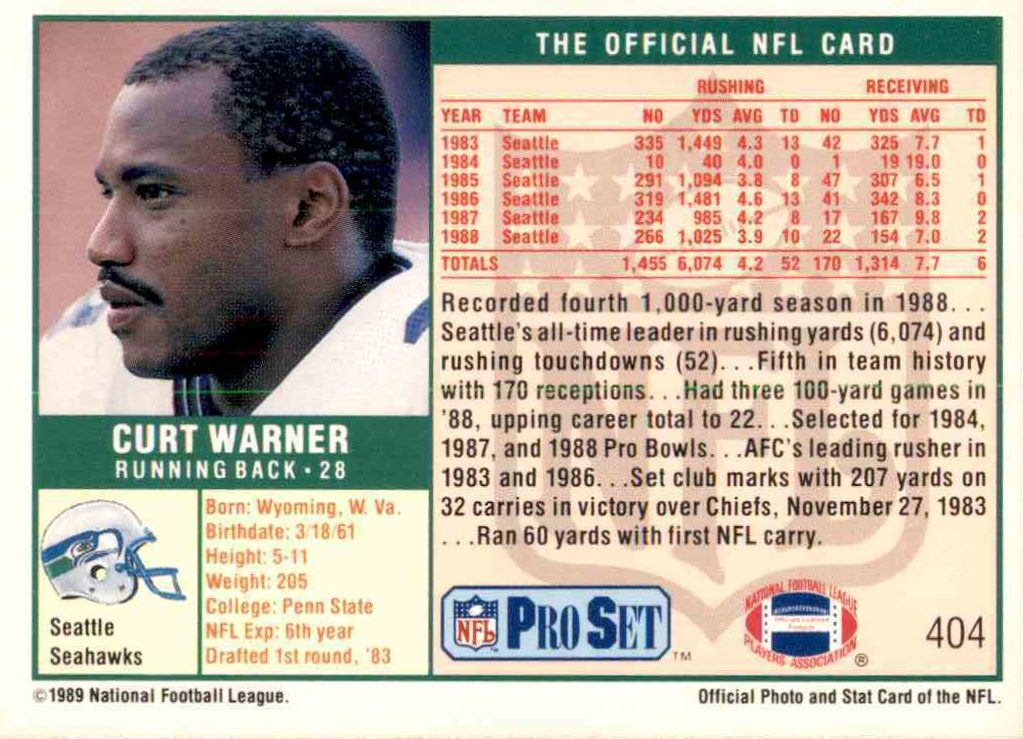 THE OFFICIAL NFL CARD
RUSHING RECEIVING
YEAR TEAM NO YDS AVG TD NO YDS AVG TD
1983 Seattle 335 1,449 4.3 13 42 325 7.7 1
1984 Seattle 10 40 4.0 0 1 19 19.0 0
1985 Seattle 291 1,094 3.8 8 47 307 6.5 1
1986 Seattle 319 1,481 4.6 13 41 342 8.3 0
1987 Seattle 234 985 4.2 8 17 167 9.8 2
1988 Seattle 266 1,025 3.9 10 22 154 7.0 2
TOTALS 1,455 6,074 4.2 52 170 1,314 7.7 6
Recorded fourth 1,000-yard season in 1988...
Seattle's all-time leader in rushing yards (6,074) and
rushing touchdowns (52)...Fifth in team history
with 170 receptions...Had three 100-yard games in
'88, upping career total to 22...Selected for 1984,
1987, and 1988 Pro Bowls...AFC's leading rusher in
1983 and 1986...Set club marks with 207 yards on
32 carries in victory over Chiefs, November 27, 1983
...Ran 60 yards with first NFL carry.
CURT WARNER
RUNNING BACK • 28
Seattle
Seahawks
Born: Wyoming, W. Va.
Birthdate: 3/18/61
Height: 5-11
Weight: 205
College: Penn State
NFL Exp: 6th year
Drafted 1st round, '83
NFL PRO SET TM
NATIONAL FOOTBALL LEAGUE
Officially Licensed
Product
PLAYERS ASSOCIATION ®
404
©1989 National Football League.
Official Photo and Stat Card of the NFL.